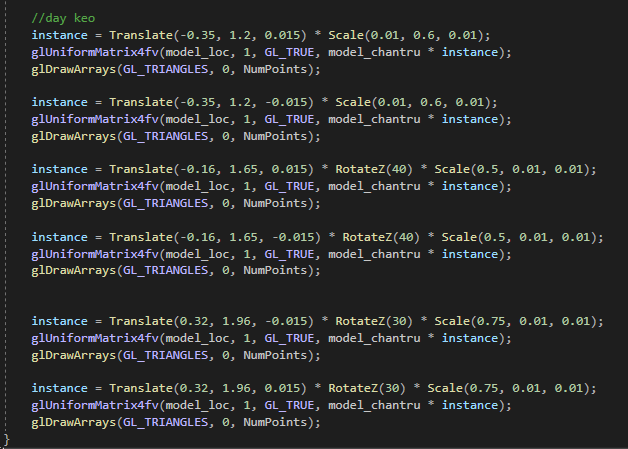 //day keo
instance = Translate(-0.35, 1.2, 0.015) * Scale(0.01, 0.6, 0.01);
glUniformMatrix4fv(model_loc, 1, GL_TRUE, model_chantru * instance);
glDrawArrays(GL_TRIANGLES, 0, NumPoints);
instance = Translate(-0.35, 1.2, -0.015) * Scale(0.01, 0.6, 0.01);
glUniformMatrix4fv(model_loc, 1, GL_TRUE, model_chantru * instance);
glDrawArrays(GL_TRIANGLES, 0, NumPoints);
instance = Translate(-0.16, 1.65, 0.015) * RotateZ(40) * Scale(0.5, 0.01, 0.01);
glUniformMatrix4fv(model_loc, 1, GL_TRUE, model_chantru * instance);
glDrawArrays(GL_TRIANGLES, 0, NumPoints);
instance = Translate(-0.16, 1.65, -0.015) * RotateZ(40) * Scale(0.5, 0.01, 0.01);
glUniformMatrix4fv(model_loc, 1, GL_TRUE, model_chantru * instance);
glDrawArrays(GL_TRIANGLES, 0, NumPoints);
instance = Translate(0.32, 1.96, -0.015) * RotateZ(30) * Scale(0.75, 0.01, 0.01);
glUniformMatrix4fv(model_loc, 1, GL_TRUE, model_chantru * instance);
glDrawArrays(GL_TRIANGLES, 0, NumPoints);
instance = Translate(0.32, 1.96, 0.015) * RotateZ(30) * Scale(0.75, 0.01, 0.01);
glUniformMatrix4fv(model_loc, 1, GL_TRUE, model_chantru * instance);
glDrawArrays(GL_TRIANGLES, 0, NumPoints);
}